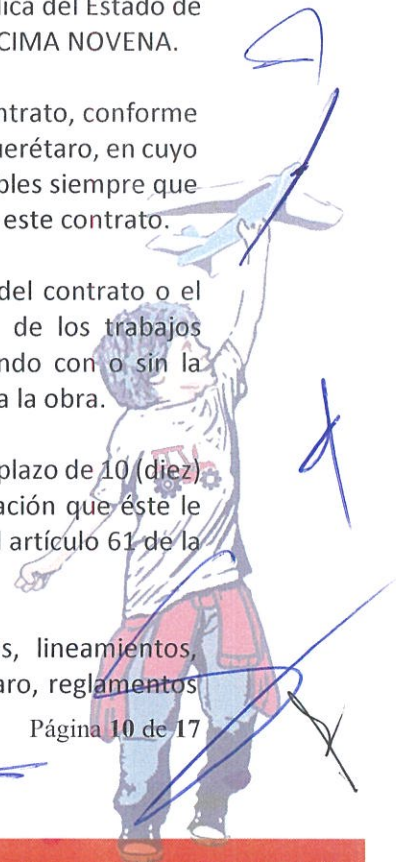 lica del Estado de
CIMA NOVENA.
ntrato, conforme
uerétaro, en cuyo
bles siempre que
este contrato.
del contrato o el
de los trabajos
ndo con o sin la
a la obra.
plazo de 10 (diez)
ación que éste le
l artículo 61 de la
s, lineamientos,
aro, reglamentos
Página 10 de 17